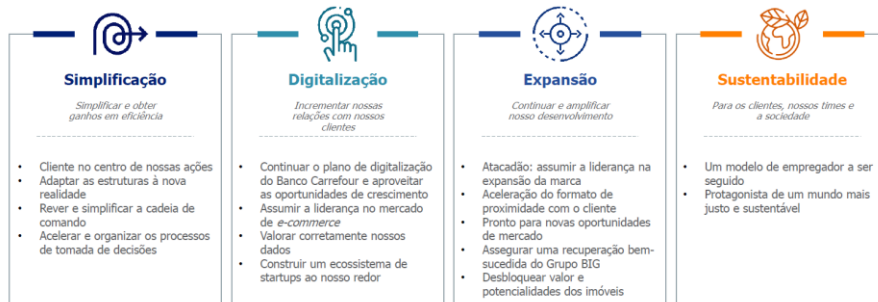 Simplificação
Simplificar e obter
ganhos em eficiência
• Cliente no centro de nossas ações
• Adaptar as estruturas à nova
realidade
• Rever e simplificar a cadeia de
comando
• Acelerar e organizar os processos
de tomada de decisões
Digitalização
Incrementar nossas
relações com nossos
clientes
• Continuar o plano de digitalização
do Banco Carrefour e aproveitar
as oportunidades de crescimento
• Assumir a liderança no mercado
de e-commerce
• Valorar corretamente nossos
dados
• Construir um ecossistema de
startups ao nosso redor
Expansão
Continuar e amplificar
nosso desenvolvimento
• Atacadão: assumir a liderança na
expansão da marca
• Aceleração do formato de
proximidade com o cliente
• Pronto para novas oportunidades
de mercado
• Assegurar uma recuperação bem-
sucedida do Grupo BIG
• Desbloquear valor e
potencialidades dos imóveis
Sustentabilidade
Para os clientes, nossos times e
a sociedade
• Um modelo de empregador a ser
seguido
• Protagonista de um mundo mais
justo e sustentável